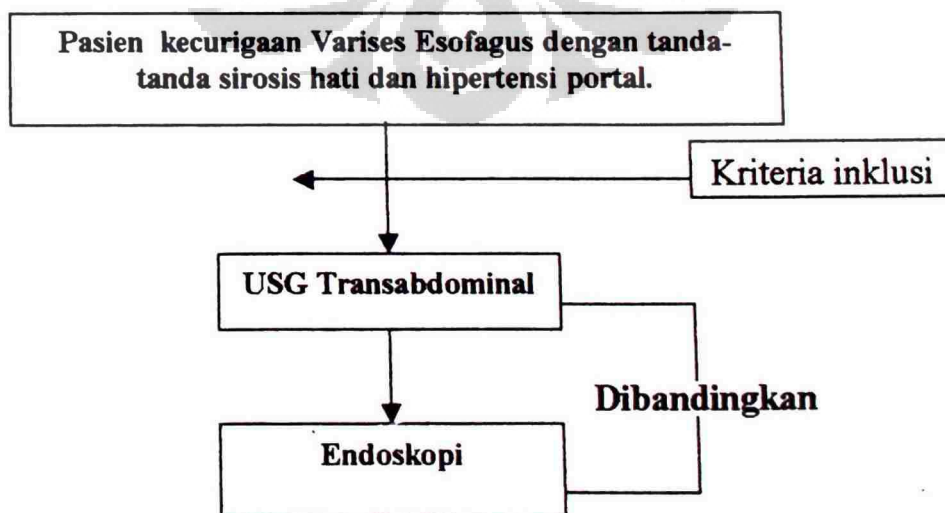 Pasien kecurigaan Varises Esofagus dengan tanda-
tanda sirosis hati dan hipertensi portal.
Kriteria inklusi
USG Transabdominal
Dibandingkan
Endoskopi